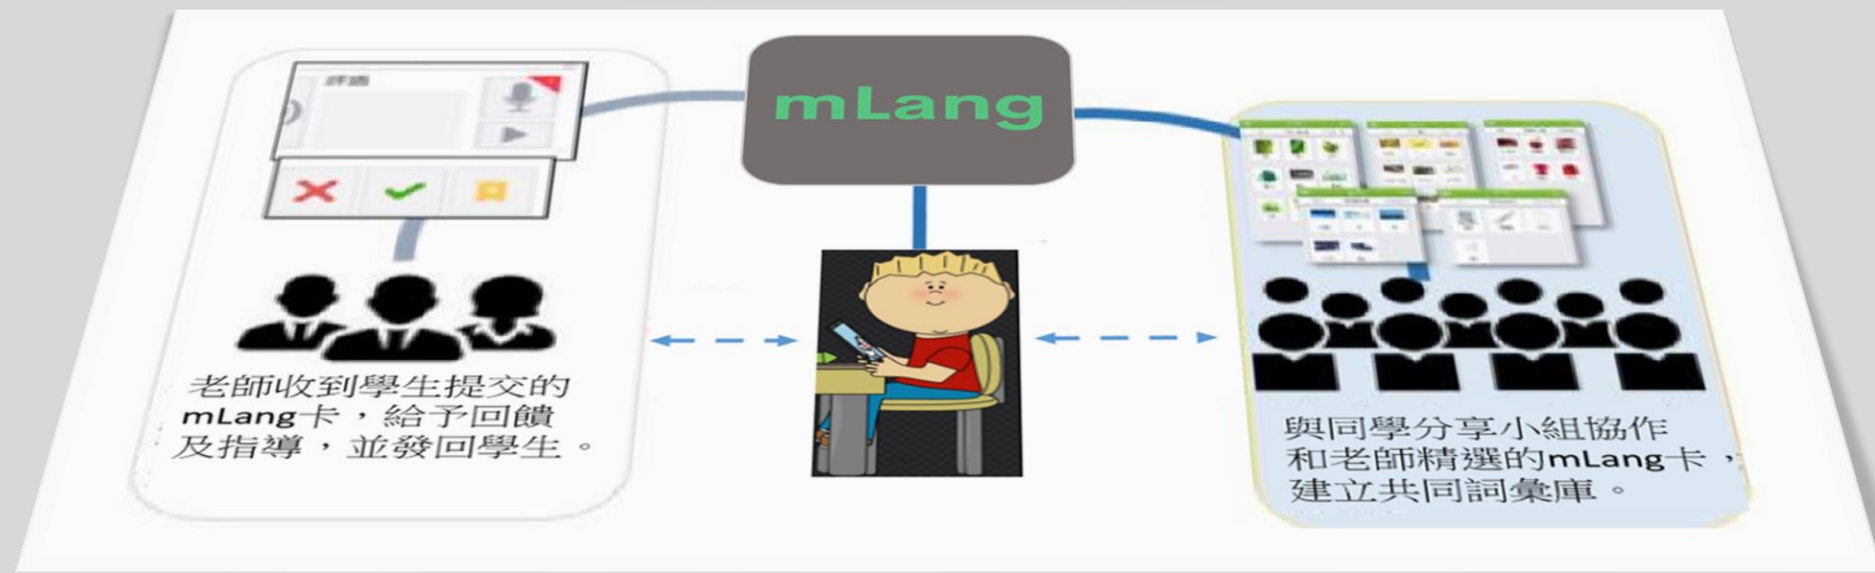 mLang
評語
老師收到學生提交的
mLang卡，給予回饋
及指導，並發回學生。
與同學分享小組協作
和老師精選的mLang卡，
建立共同詞彙庫。